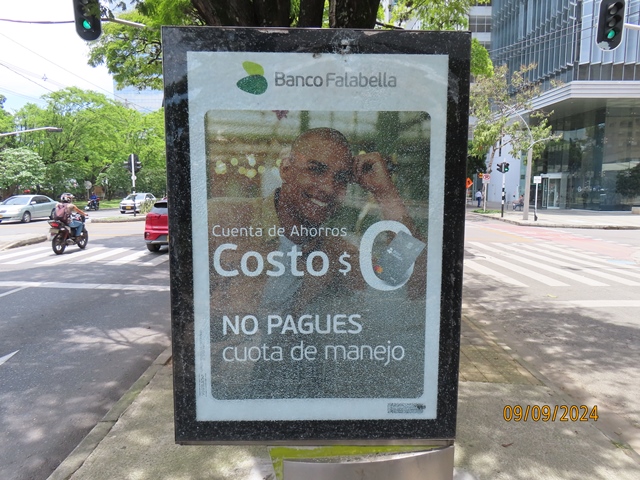 Banco Falabella
Cuenta de Ahorros
Costo $0
NO PAGUES
cuota de manejo
09/09/2024